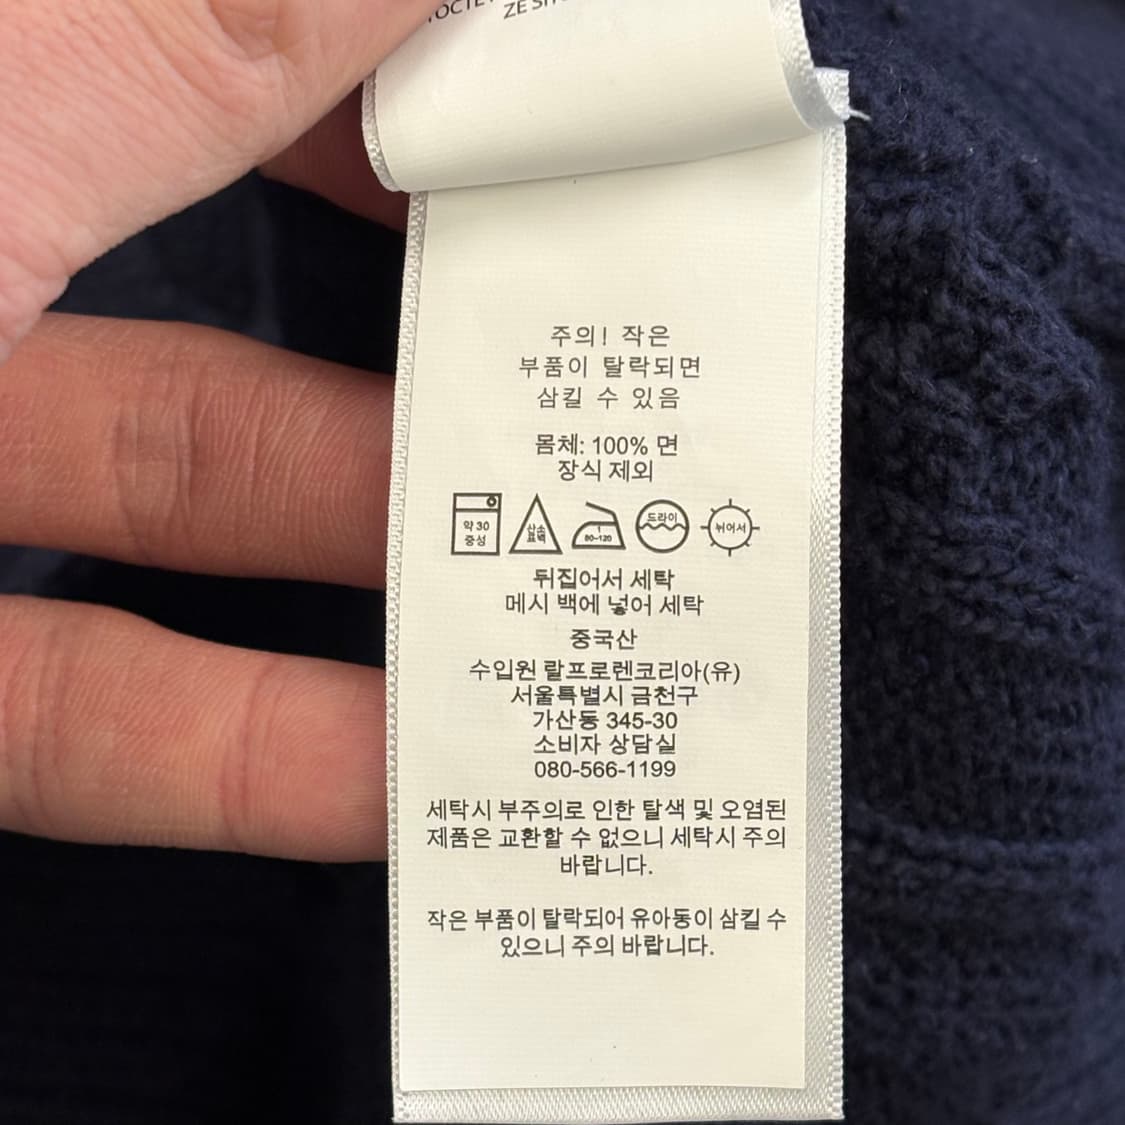 ZE
주의! 작은
부품이 탈락되면
삼킬 수 있음
몸체: 100% 면
장식 제외
약 30
중성
산소
표백
1
80~120
드라이
뉘어서
뒤집어서 세탁
메시 백에 넣어 세탁
중국산
수입원 랄프로렌코리아(유)
서울특별시 금천구
가산동 345-30
소비자 상담실
080-566-1199
세탁시 부주의로 인한 탈색 및 오염된
제품은 교환할 수 없으니 세탁시 주의
바랍니다.
작은 부품이 탈락되어 유아동이 삼킬 수
있으니 주의 바랍니다.